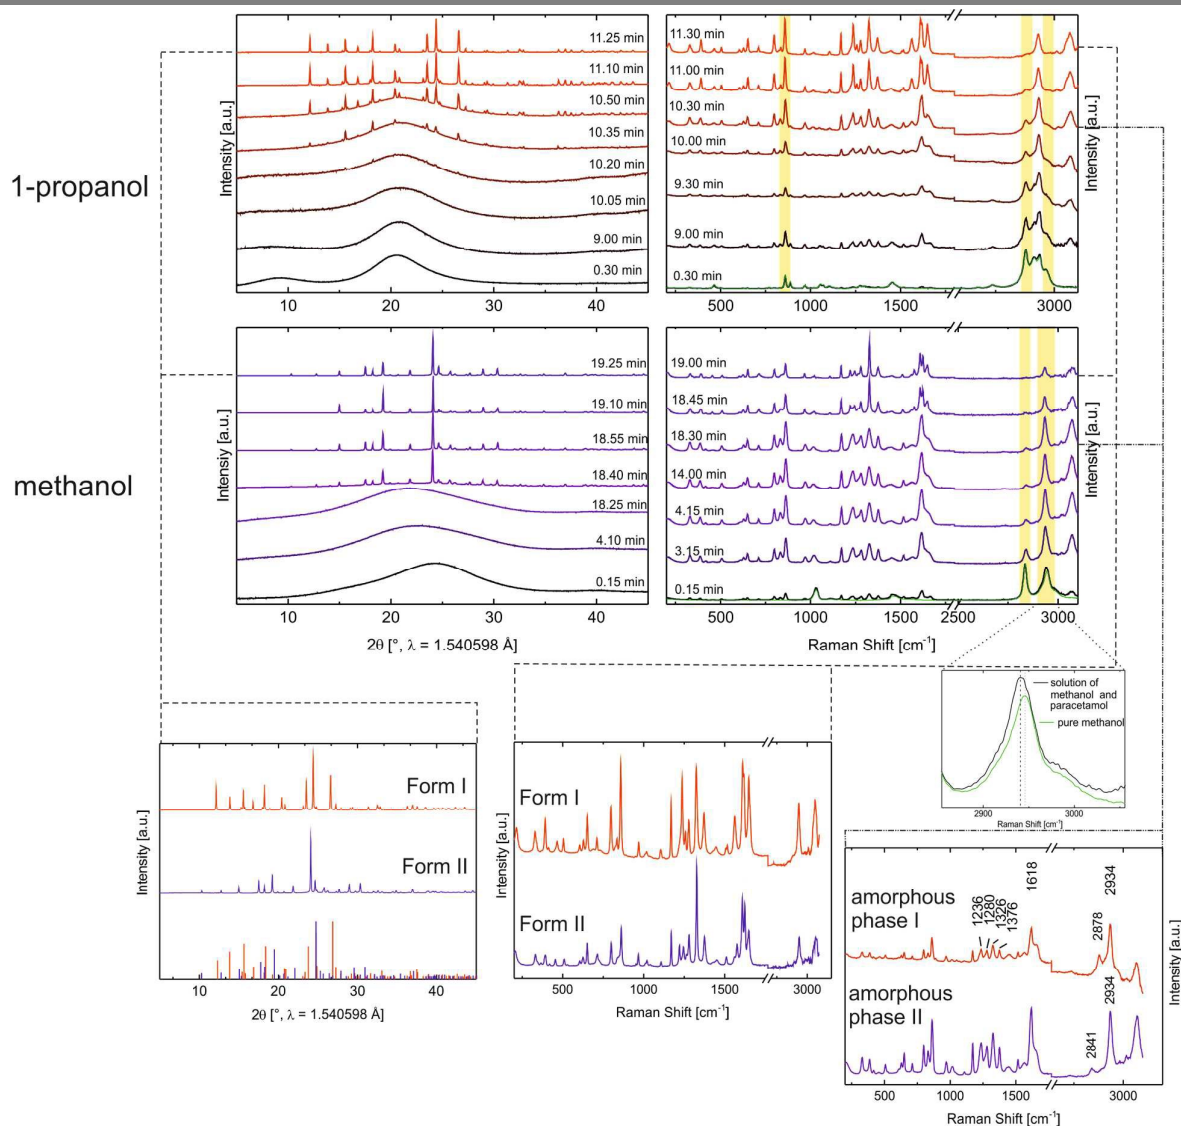 1-propanol
Intensity [a.u.]
11.25 min
11.10 min
10.50 min
10.35 min
10.20 min
10.05 min
9.00 min
0.30 min
10 20 30 40
11.30 min
11.00 min
10.30 min
10.00 min
9.30 min
9.00 min
0.30 min
Intensity [a.u.]
500 1000 1500 3000
methanol
Intensiy [a.u.]
19.25 min
19.10 min
18.55 min
18.40 min
18.25 min
4.10 min
0.15 min
10 20 30 40
2θ [°, λ = 1.540598 Å]
19.00 min
18.45 min
18.30 min
14.00 min
4.15 min
3.15 min
0.15 min
Intensity [a.u.]
500 1000 1500 2500 3000
Raman Shift [cm⁻¹]
solution of
methanol and
paracetamol
pure methanol
2900 3000
Raman Shift [cm⁻¹]
Intensity [a.u.]
Form I
Form II
10 20 30 40
2θ [°, λ = 1.540598 Å]
Intensity [a.u.]
Form I
Form II
500 1000 1500 3000
Raman Shift [cm⁻¹]
amorphous
phase I
1236
1280
1326
1376
1618
2878
2934
amorphous
phase II
2841
2934
Intensity [a.u.]
500 1000 1500 3000
Raman Shift [cm⁻¹]